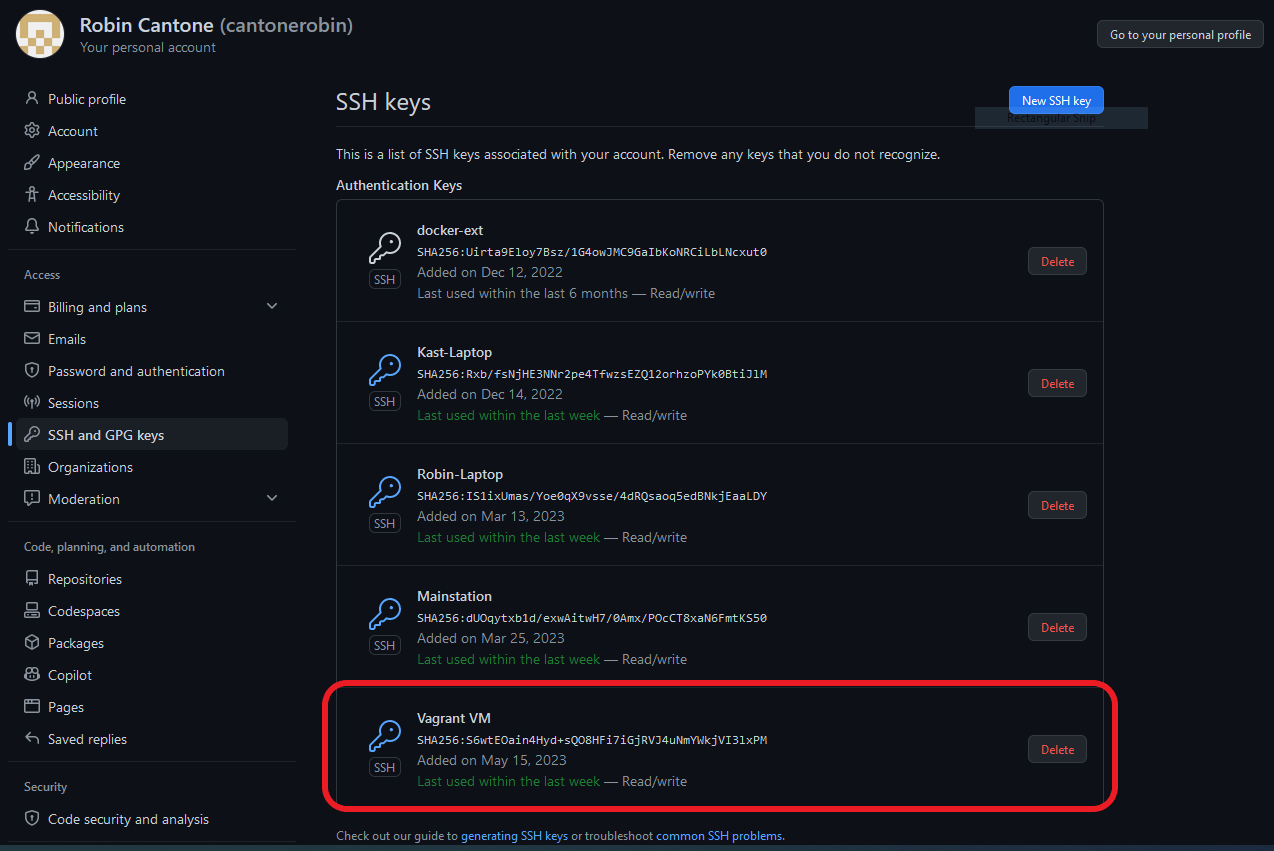 Robin Cantone (cantonerobin)
Your personal account
Go to your personal profile
Public profile
Account
Appearance
Accessibility
Notifications
Access
Billing and plans
Emails
Password and authentication
Sessions
SSH and GPG keys
Organizations
Moderation
Code, planning, and automation
Repositories
Codespaces
Packages
Copilot
Pages
Saved replies
Security
Code security and analysis
SSH keys
New SSH key
Rectangular Snip
This is a list of SSH keys associated with your account. Remove any keys that you do not recognize.
Authentication Keys
docker-ext
SHA256:Uirta9Eloy7Bsz/1G4owJMC9GaIbKoNRCiLbLNcxut0
Added on Dec 12, 2022
Last used within the last 6 months — Read/write
SSH
Delete
Kast-Laptop
SHA256:Rxb/fsNjHE3NNr2pe4TfwzsEZQ12orhzoPYk0BtiJ1M
Added on Dec 14, 2022
Last used within the last week — Read/write
SSH
Delete
Robin-Laptop
SHA256:IS1ixUmas/Yoe0qX9vsse/4dRQsaoq5edBNkjEaaLDY
Added on Mar 13, 2023
Last used within the last week — Read/write
SSH
Delete
Mainstation
SHA256:dUOqytxb1d/exwAitwH7/0Amx/POcCT8xaN6FmtKS50
Added on Mar 25, 2023
Last used within the last week — Read/write
SSH
Delete
Vagrant VM
SHA256:S6wtEOain4Hyd+sQO8HFi7iGjRVJ4uNmYWkjVI31xPM
Added on May 15, 2023
Last used within the last week — Read/write
SSH
Delete
Check out our guide to generating SSH keys or troubleshoot common SSH problems.